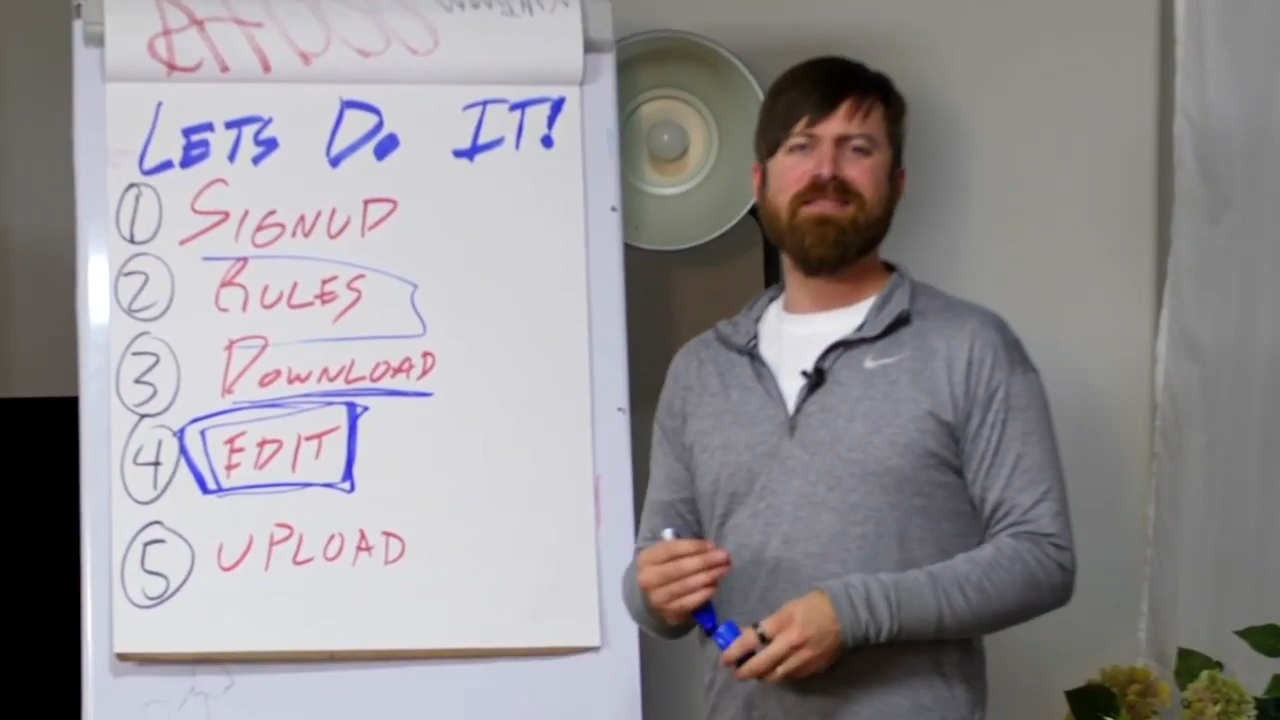 LETS DO IT!
1 SIGNUP
2 RULES
3 DOWNLOAD
4 EDIT
5 UPLOAD